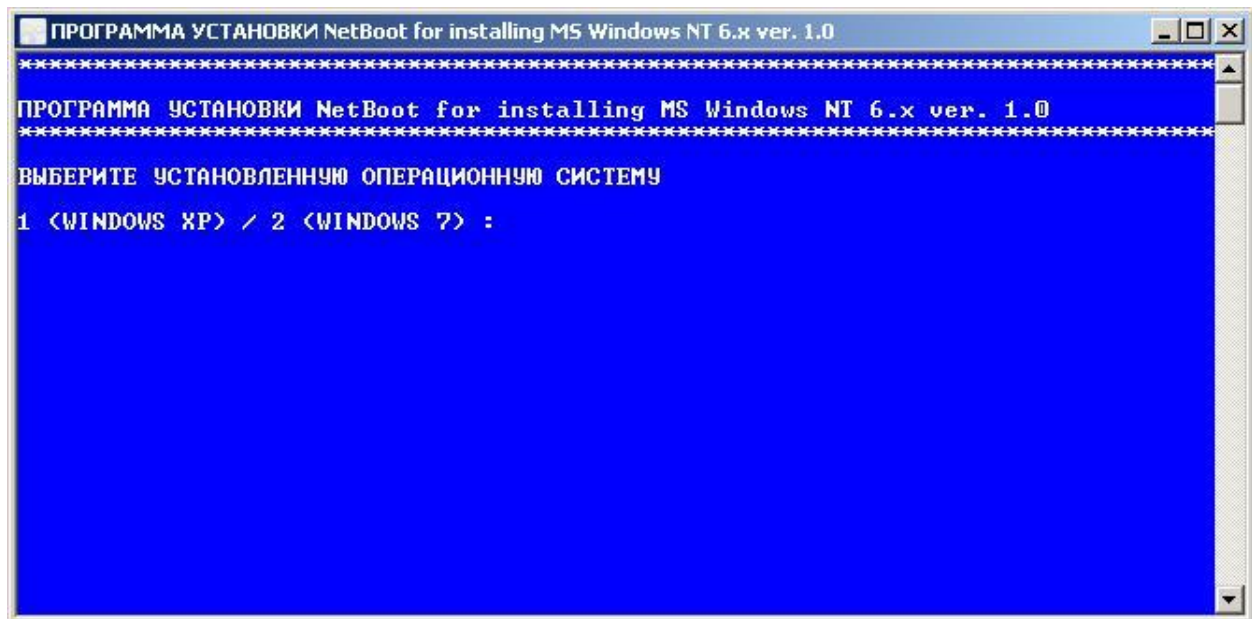 ПРОГРАММА УСТАНОВКИ NetBoot for installing MS Windows NT 6.x ver. 1.0
********************************************************************************
ПРОГРАММА УСТАНОВКИ NetBoot for installing MS Windows NT 6.x ver. 1.0
********************************************************************************
ВЫБЕРИТЕ УСТАНОВЛЕННУЮ ОПЕРАЦИОННУЮ СИСТЕМУ
1 (WINDOWS XP) / 2 (WINDOWS 7) :